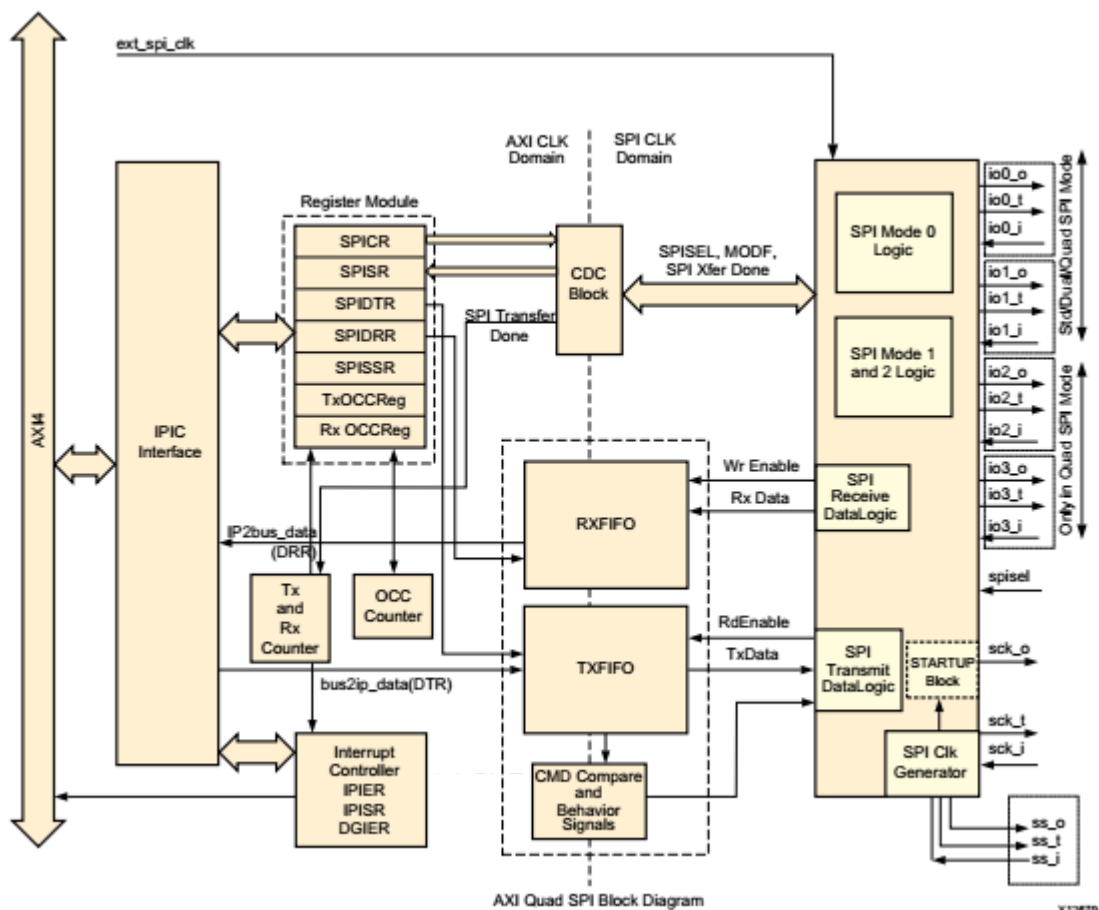 ext_spi_clk
AXI CLK
Domain
SPI CLK
Domain
Register Module
SPICR
SPISR
SPIDTR
SPIDRR
SPISSR
TxOCCReg
Rx OCCReg
CDC
Block
SPISEL, MODF,
SPI Xfer Done
SPI Transfer
Done
SPI Mode 0
Logic
SPI Mode 1
and 2 Logic
io0_o
io0_t
io0_i
io1_o
io1_t
io1_i
Std/Dual/Quad SPI Mode
io2_o
io2_t
io2_i
io3_o
io3_t
io3_i
Only in Quad SPI Mode
AXI4
IPIC
Interface
Wr Enable
Rx Data
SPI
Receive
DataLogic
RXFIFO
IP2bus_data
(DRR)
Tx
and
Rx
Counter
OCC
Counter
spisel
RdEnable
TxData
TXFIFO
SPI
Transmit
DataLogic
STARTUP
Block
sck_o
bus2ip_data(DTR)
sck_t
sck_i
SPI Clk
Generator
Interrupt
Controller
IPIER
IPISR
DGIER
CMD Compare
and
Behavior
Signals
ss_o
ss_t
ss_i
AXI Quad SPI Block Diagram